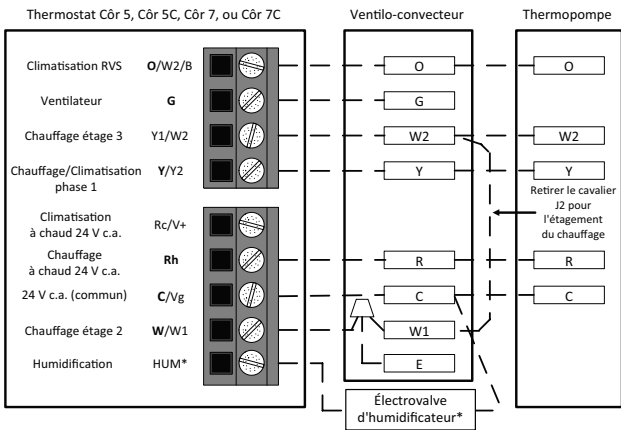 Thermostat Côr 5, Côr 5C, Côr 7, ou Côr 7C
Ventilo-convecteur
Thermopompe
Climatisation RVS O/W2/B
O
O
Ventilateur G
G
Chauffage étage 3 Y1/W2
W2
W2
Chauffage/Climatisation
phase 1
Y/Y2
Y
Y
Retirer le cavalier
J2 pour
l'étagement
du chauffage
Climatisation
à chaud 24 V c.a.
Rc/V+
Chauffage
à chaud 24 V c.a.
Rh
R
R
24 V c.a. (commun) C/Vg
C
C
Chauffage étage 2 W/W1
W1
Humidification HUM*
E
Électrovalve
d'humidificateur*